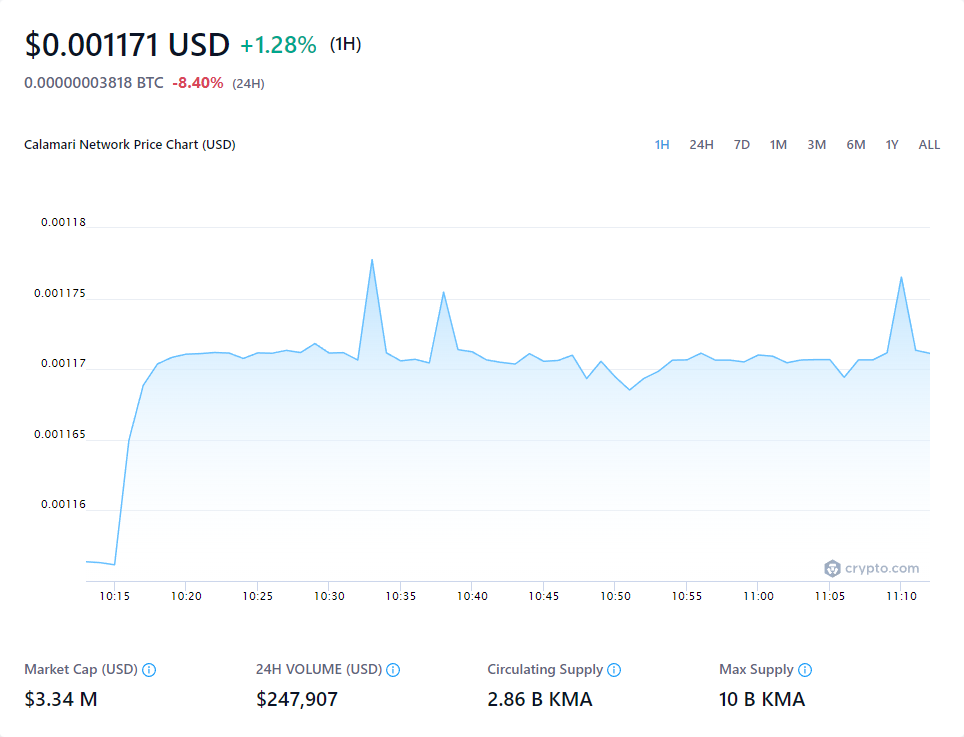 $0.001171 USD +1.28% (1H)
0.00000003818 BTC -8.40% (24H)
Calamari Network Price Chart (USD) 1H 24H 7D 1M 3M 6M 1Y ALL
0.00118
0.001175
0.00117
0.001165
0.00116
crypto.com
10:15 10:20 10:25 10:30 10:35 10:40 10:45 10:50 10:55 11:00 11:05 11:10
Market Cap (USD) 24H VOLUME (USD) Circulating Supply Max Supply
$3.34 M $247,907 2.86 B KMA 10 B KMA